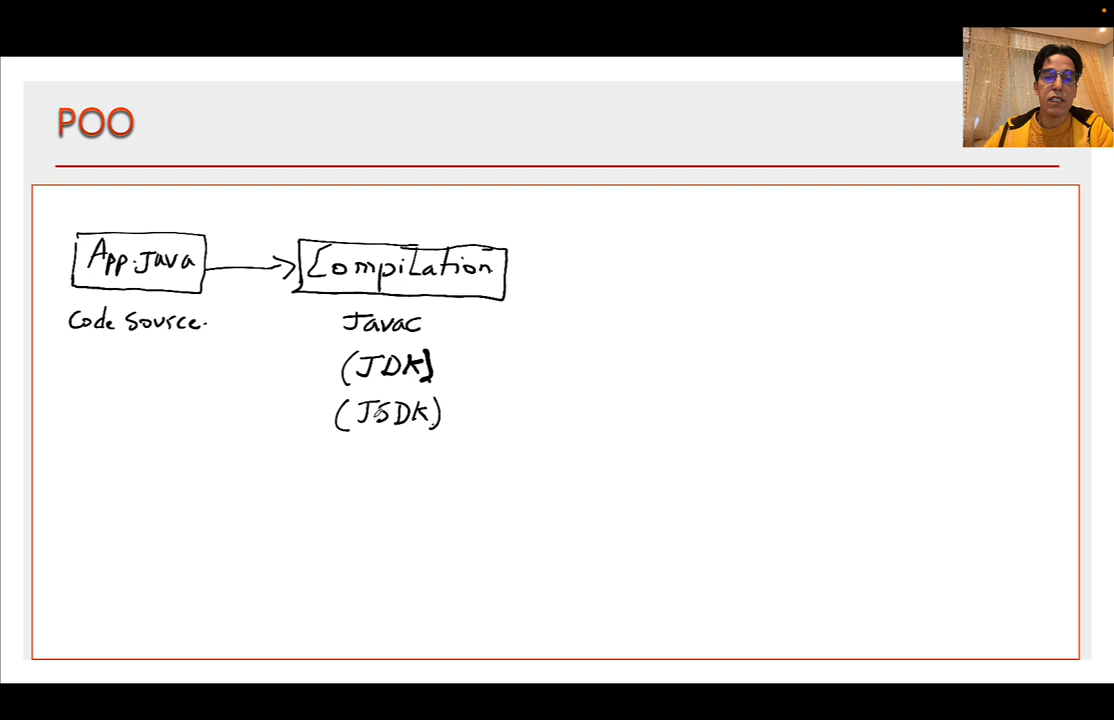 POO
App.java
Compilation
Code Source.
Javac
(JDK)
(JSDK)